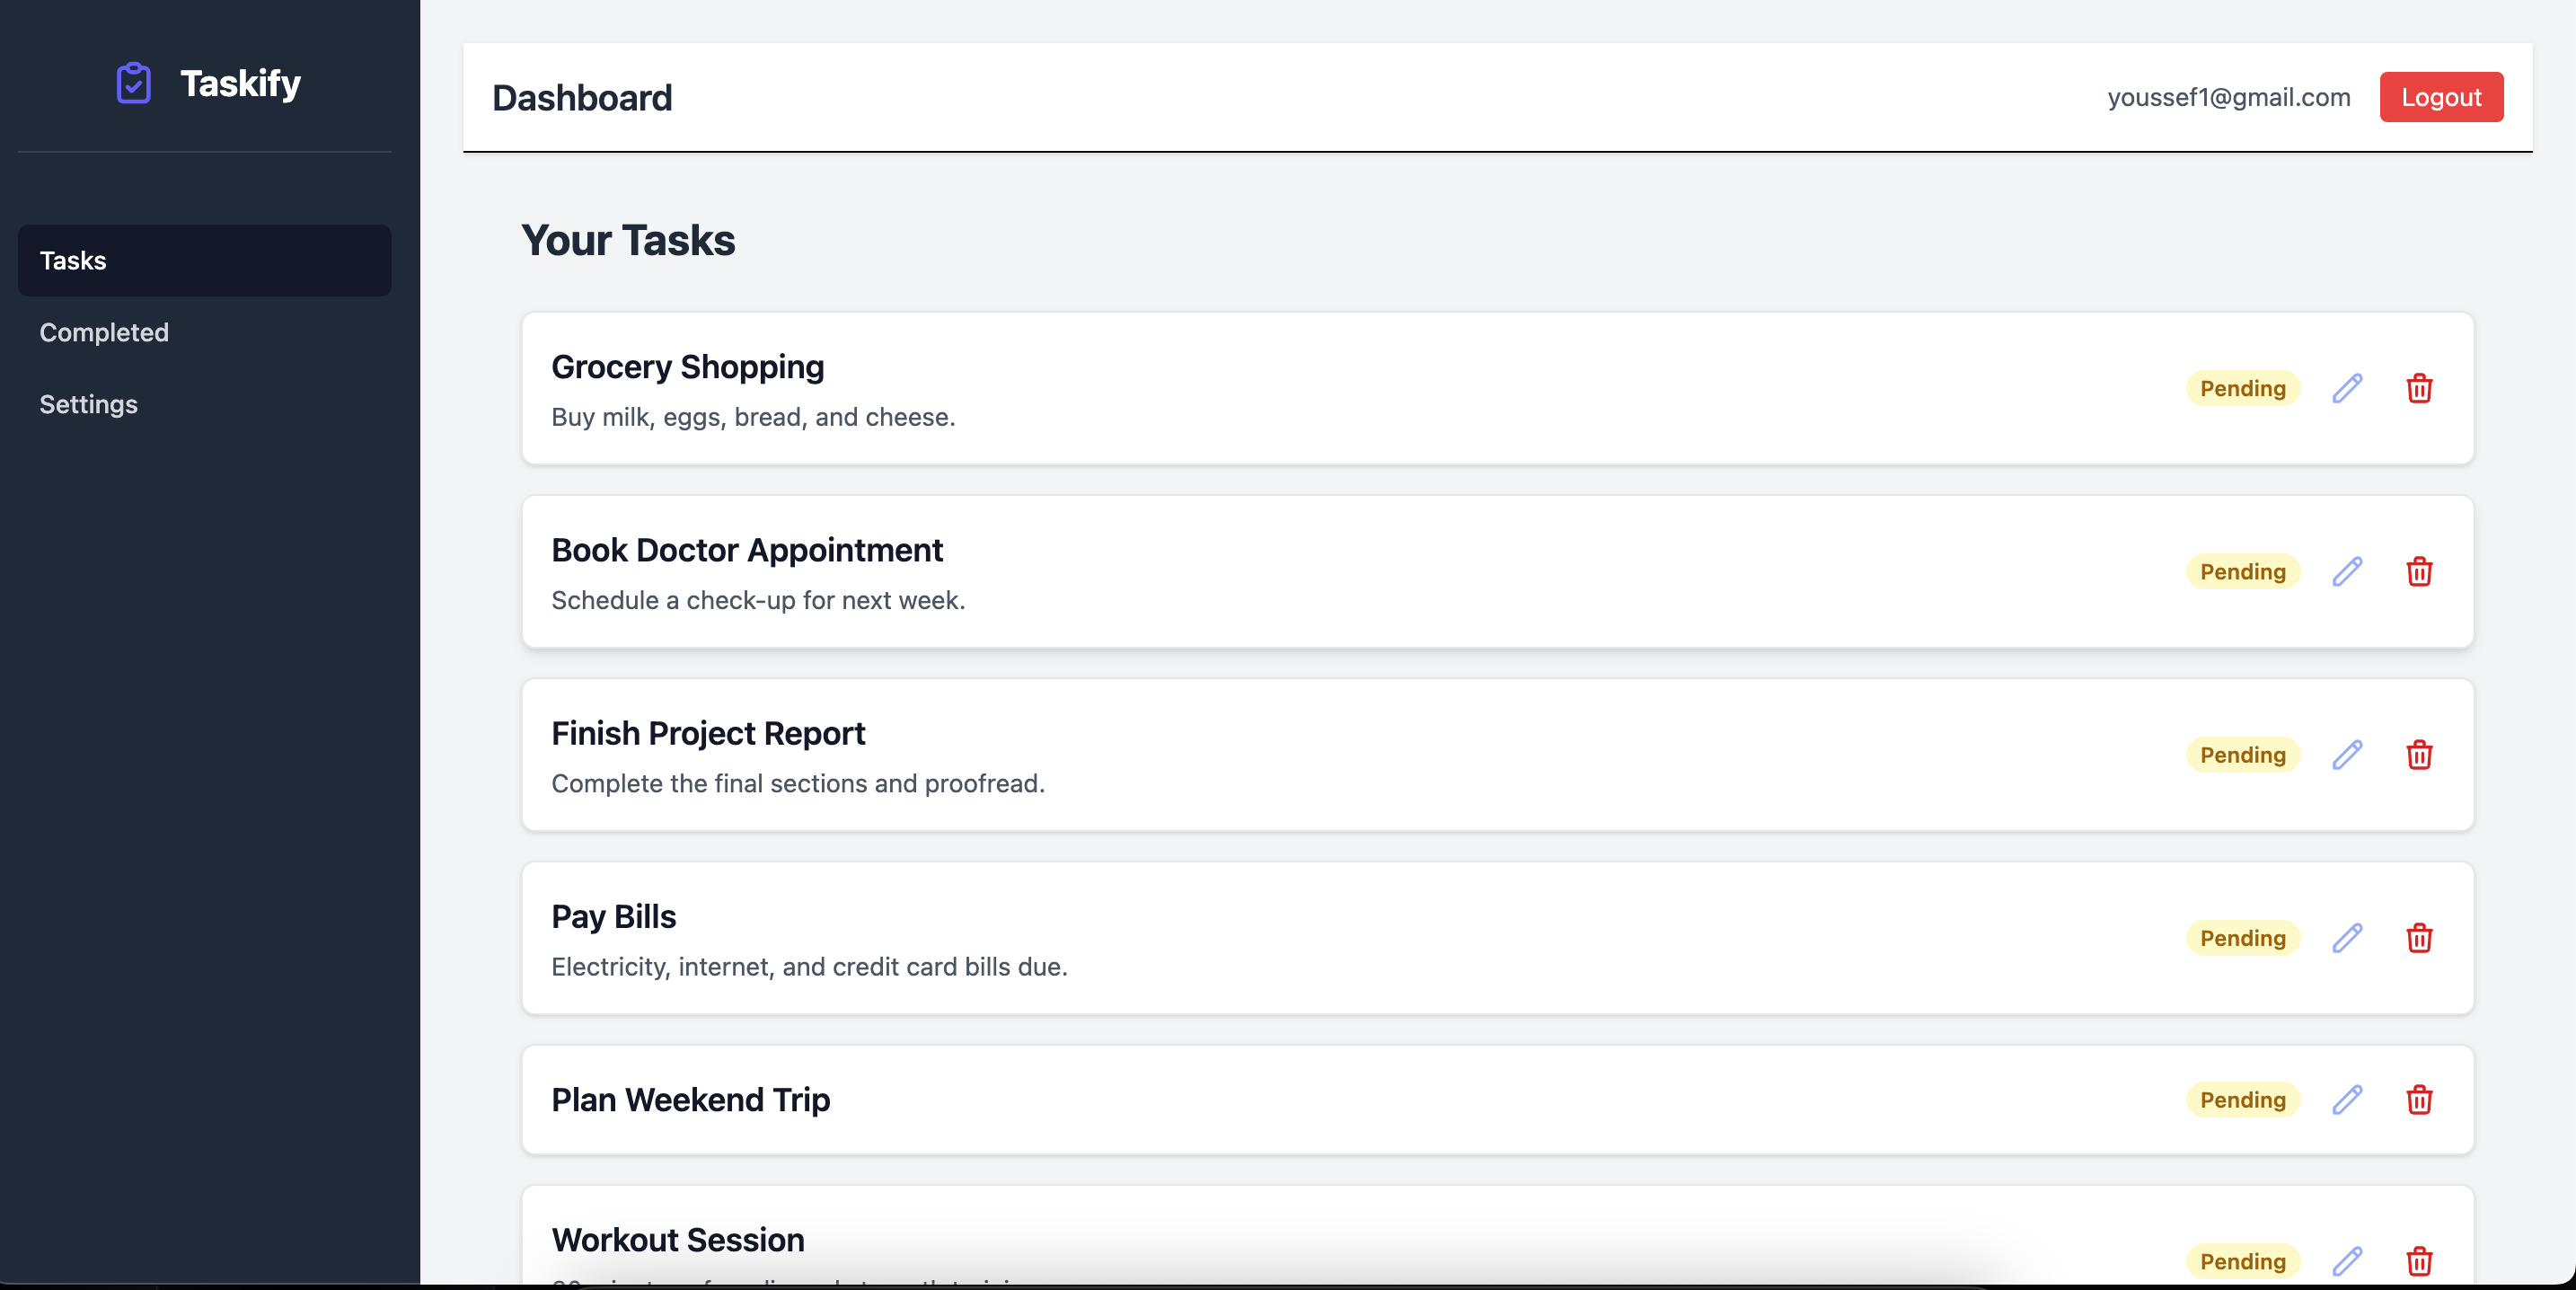 Taskify
Tasks
Completed
Settings
Dashboard
youssef1@gmail.com
Logout
Your Tasks
Grocery Shopping
Buy milk, eggs, bread, and cheese.
Pending
Book Doctor Appointment
Schedule a check-up for next week.
Pending
Finish Project Report
Complete the final sections and proofread.
Pending
Pay Bills
Electricity, internet, and credit card bills due.
Pending
Plan Weekend Trip
Pending
Workout Session
Pending